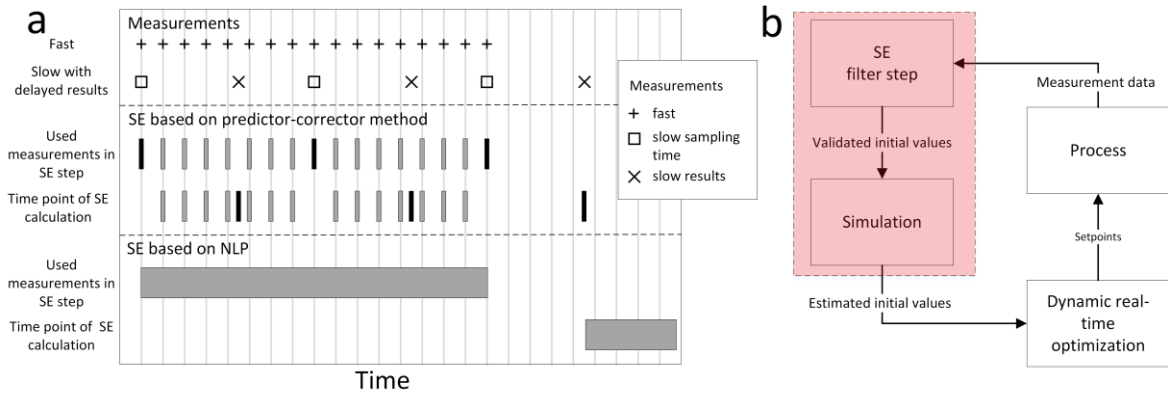 a
Measurements
Fast
Slow with
delayed results
SE based on predictor-corrector method
Used
measurements in
SE step
Time point of SE
calculation
SE based on NLP
Used
measurements in
SE step
Time point of SE
calculation
Time
Measurements
fast
slow sampling
time
slow results
b
SE
filter step
Measurement data
Validated initial values
Process
Simulation
Setpoints
Estimated initial values
Dynamic real-
time
optimization